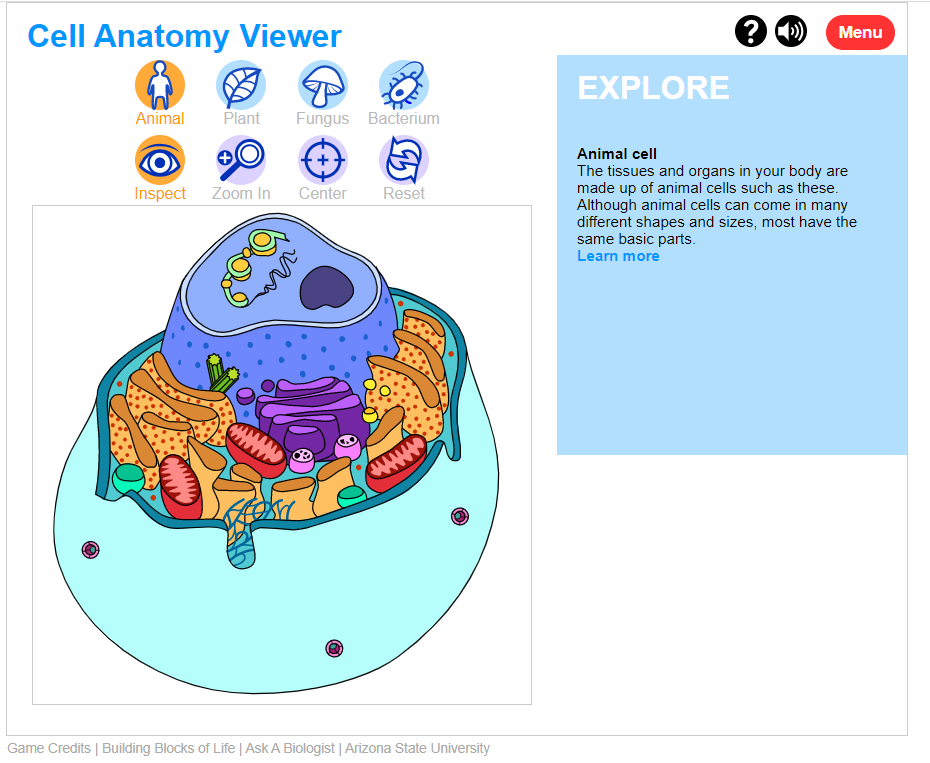 Cell Anatomy Viewer
?
Menu
Animal Plant Fungus Bacterium
Inspect Zoom In Center Reset
EXPLORE
Animal cell
The tissues and organs in your body are
made up of animal cells such as these.
Although animal cells can come in many
different shapes and sizes, most have the
same basic parts.
Learn more
Game Credits | Building Blocks of Life | Ask A Biologist | Arizona State University